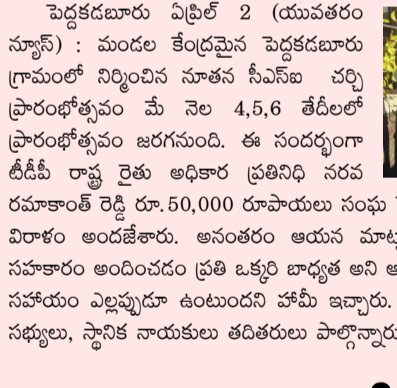 పెద్దకడబూరు ఏప్రిల్ 2 (యువతరం
న్యూస్) : మండల కేంద్రమైన పెద్దకడబూరు
గ్రామంలో నిర్మించిన నూతన సీఎస్ఐ చర్చి
ప్రారంభోత్సవం మే నెల 4,5,6 తేదీలలో
ప్రారంభోత్సవం జరగనుంది. ఈ సందర్భంగా
టీడీపీ రాష్ట్ర రైతు అధికార ప్రతినిధి నరవ
రమాకాంత్ రెడ్డి రూ.50,000 రూపాయలు సంఘ
విరాళం అందజేశారు. అనంతరం ఆయన
సహకారం అందించడం ప్రతి ఒక్కరి బాధ్యత అని
సహాయం ఎల్లప్పుడూ ఉంటుందని హామీ ఇచ్చారు.
సభ్యులు, స్థానిక నాయకులు తదితరులు పాల్గొన్నారు